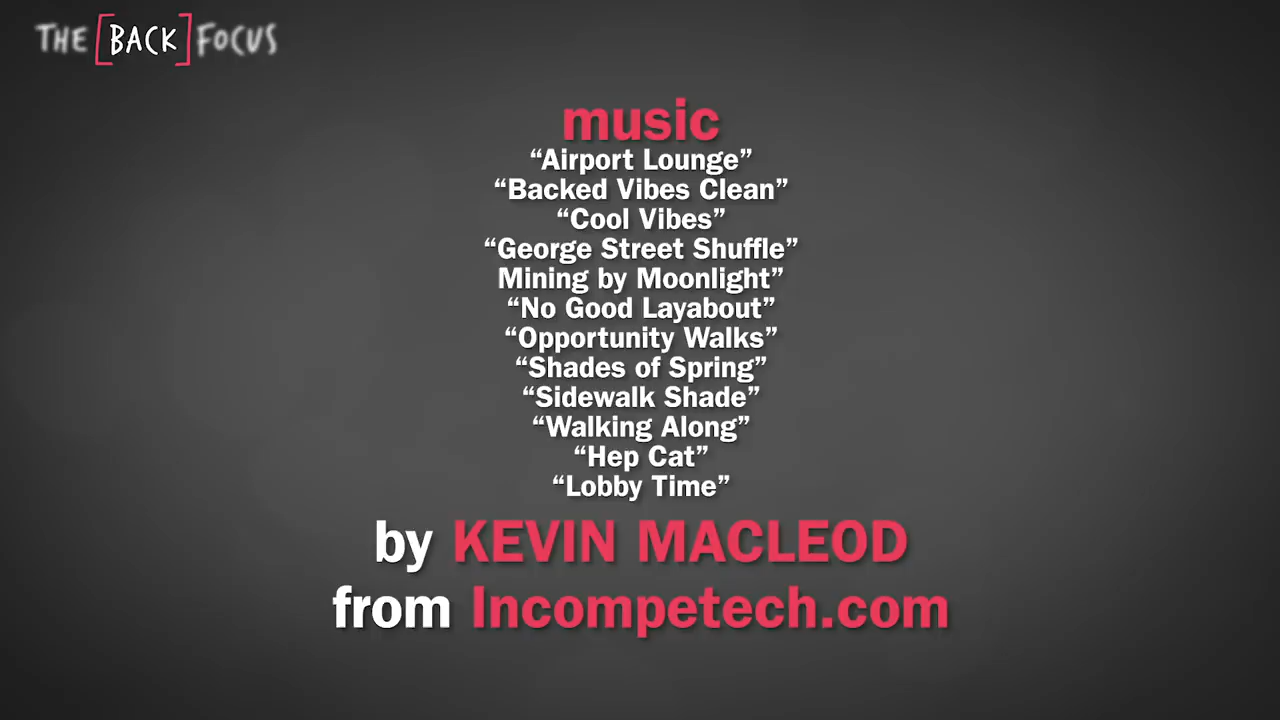 THE [BACK] FOCUS
music
“Airport Lounge”
“Backed Vibes Clean”
“Cool Vibes”
“George Street Shuffle”
Mining by Moonlight”
“No Good Layabout”
“Opportunity Walks”
“Shades of Spring”
“Sidewalk Shade”
“Walking Along”
“Hep Cat”
“Lobby Time”
by KEVIN MACLEOD
from Incompetech.com